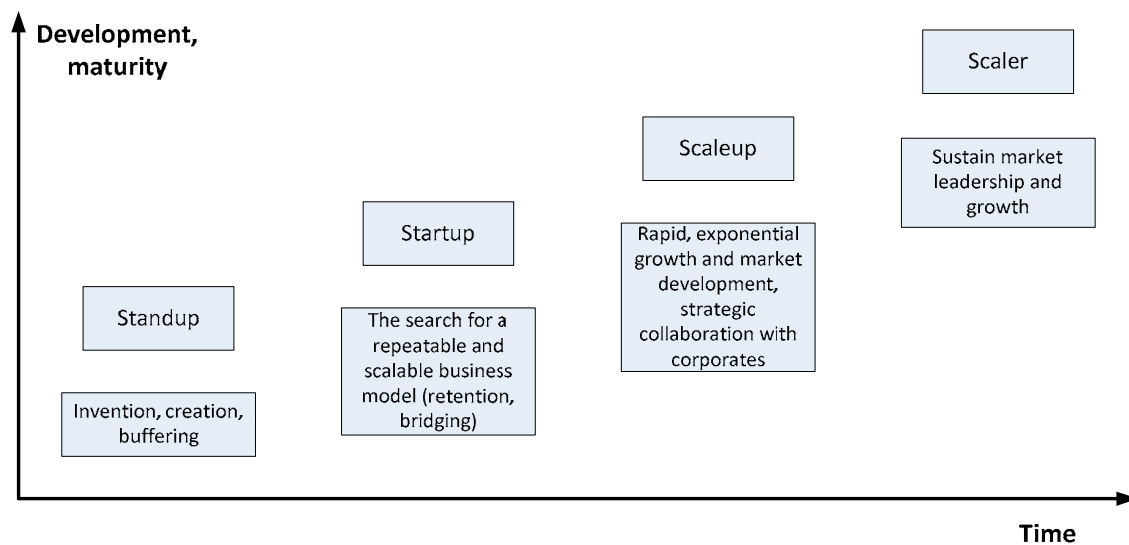 Development,
maturity
Scaler
Sustain market
leadership and
growth
Scaleup
Rapid, exponential
growth and market
development,
strategic
collaboration with
corporates
Startup
The search for a
repeatable and
scalable business
model (retention,
bridging)
Standup
Invention, creation,
buffering
Time